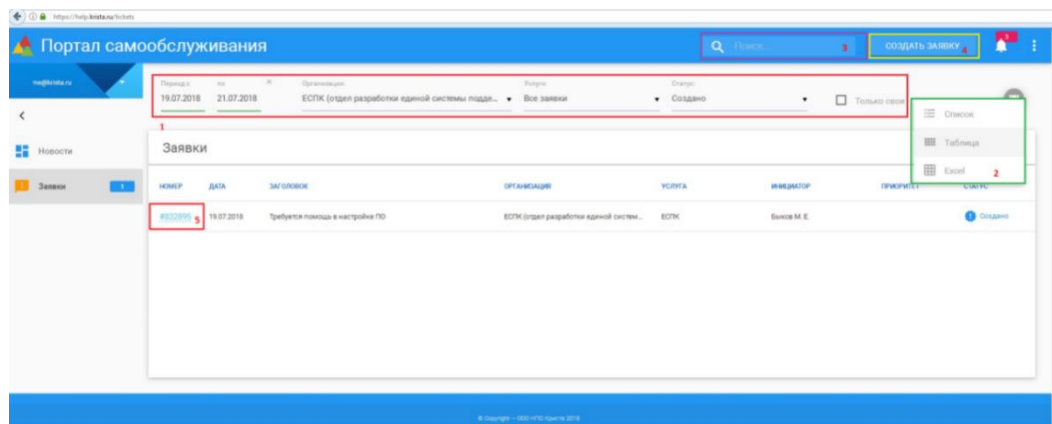 https://help.krista.ru/tickets
Портал самообслуживания
Поиск... 3
СОЗДАТЬ ЗАЯВКУ 4
Период с по × Организация Услуга Статус
19.07.2018 21.07.2018 ЕСПК (отдел разработки единой системы подде... Все заявки Создано Только свои
1
Список
Таблица
Excel 2
Новости
Заявки 1
Заявки
НОМЕР ДАТА ЗАГОЛОВОК ОРГАНИЗАЦИЯ УСЛУГА ИНИЦИАТОР ПРИОРИТЕТ СТАТУС
#832895 5 19.07.2018 Требуется помощь в настройке ПО ЕСПК (отдел разработки единой систем... ЕСПК Быков М. Е. Создано
© Copyright — ООО НПО Криста 2018